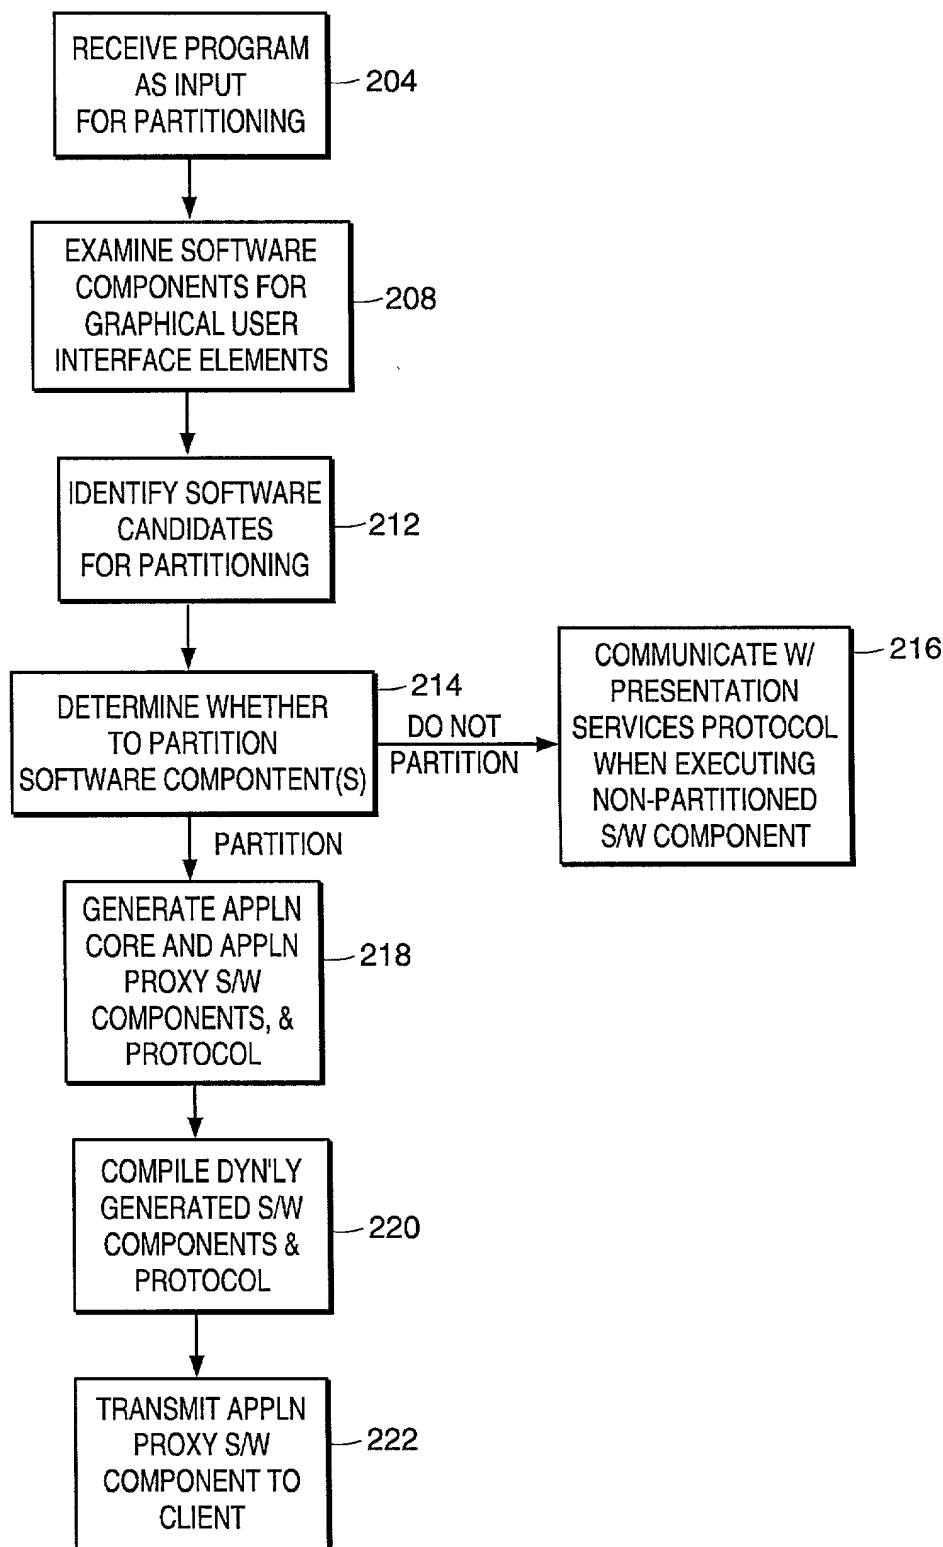 RECEIVE PROGRAM
AS INPUT
FOR PARTITIONING
204
EXAMINE SOFTWARE
COMPONENTS FOR
GRAPHICAL USER
INTERFACE ELEMENTS
208
IDENTIFY SOFTWARE
CANDIDATES
FOR PARTITIONING
212
DETERMINE WHETHER
TO PARTITION
SOFTWARE COMPONTENT(S)
214
DO NOT
PARTITION
COMMUNICATE W/
PRESENTATION
SERVICES PROTOCOL
WHEN EXECUTING
NON-PARTITIONED
S/W COMPONENT
216
PARTITION
GENERATE APPLN
CORE AND APPLN
PROXY S/W
COMPONENTS, &
PROTOCOL
218
COMPILE DYN'LY
GENERATED S/W
COMPONENTS &
PROTOCOL
220
TRANSMIT APPLN
PROXY S/W
COMPONENT TO
CLIENT
222